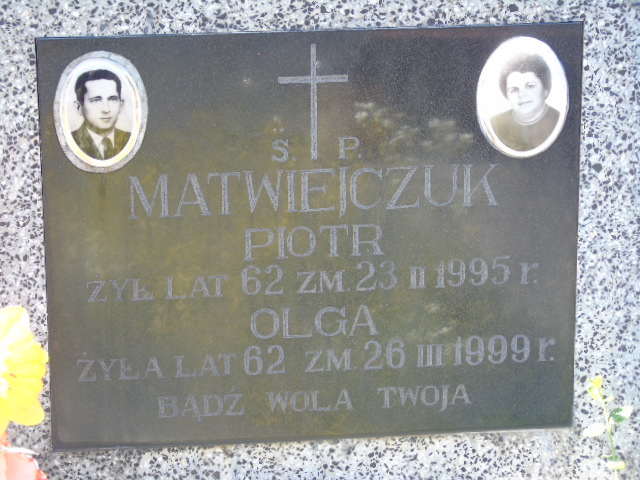 Ś. P.
MATWIEJCZUK
PIOTR
ŻYŁ LAT 62 ZM. 23 II 1995 r.
OLGA
ŻYŁA LAT 62 ZM. 26 III 1999 r.
BĄDŹ WOLA TWOJA